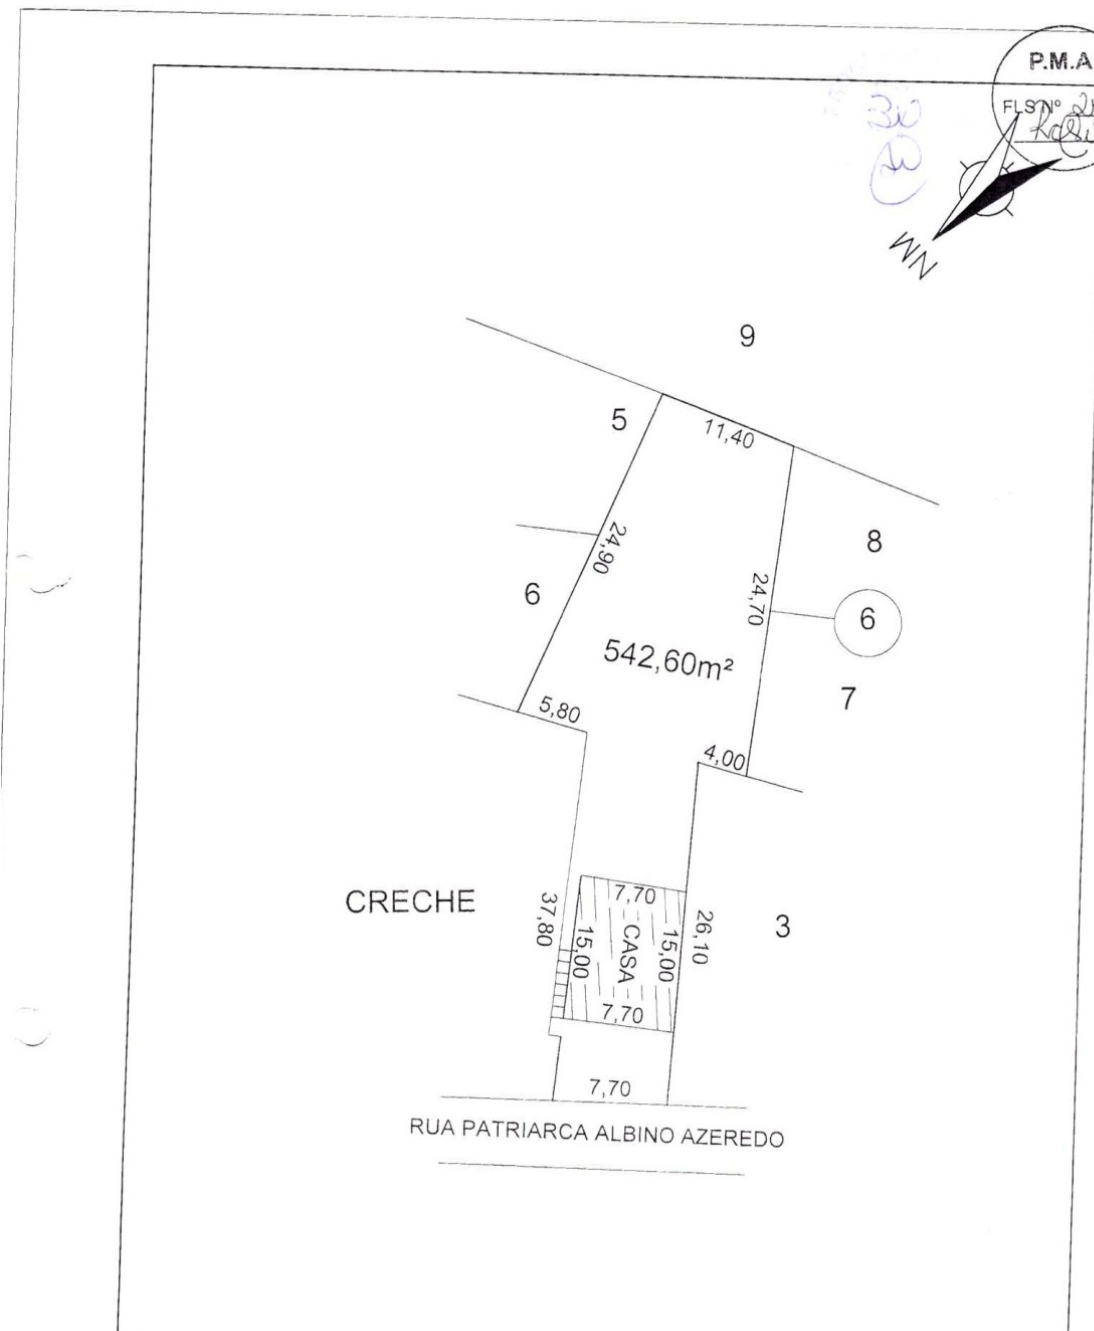 P.M.A
FLS Nº
NM
9
5
11,40
24,90
8
6
24,70
6
542,60m²
7
5,80
4,00
CRECHE
37,80
7,70
15,00
CASA
15,00
26,10
3
7,70
7,70
RUA PATRIARCA ALBINO AZEREDO